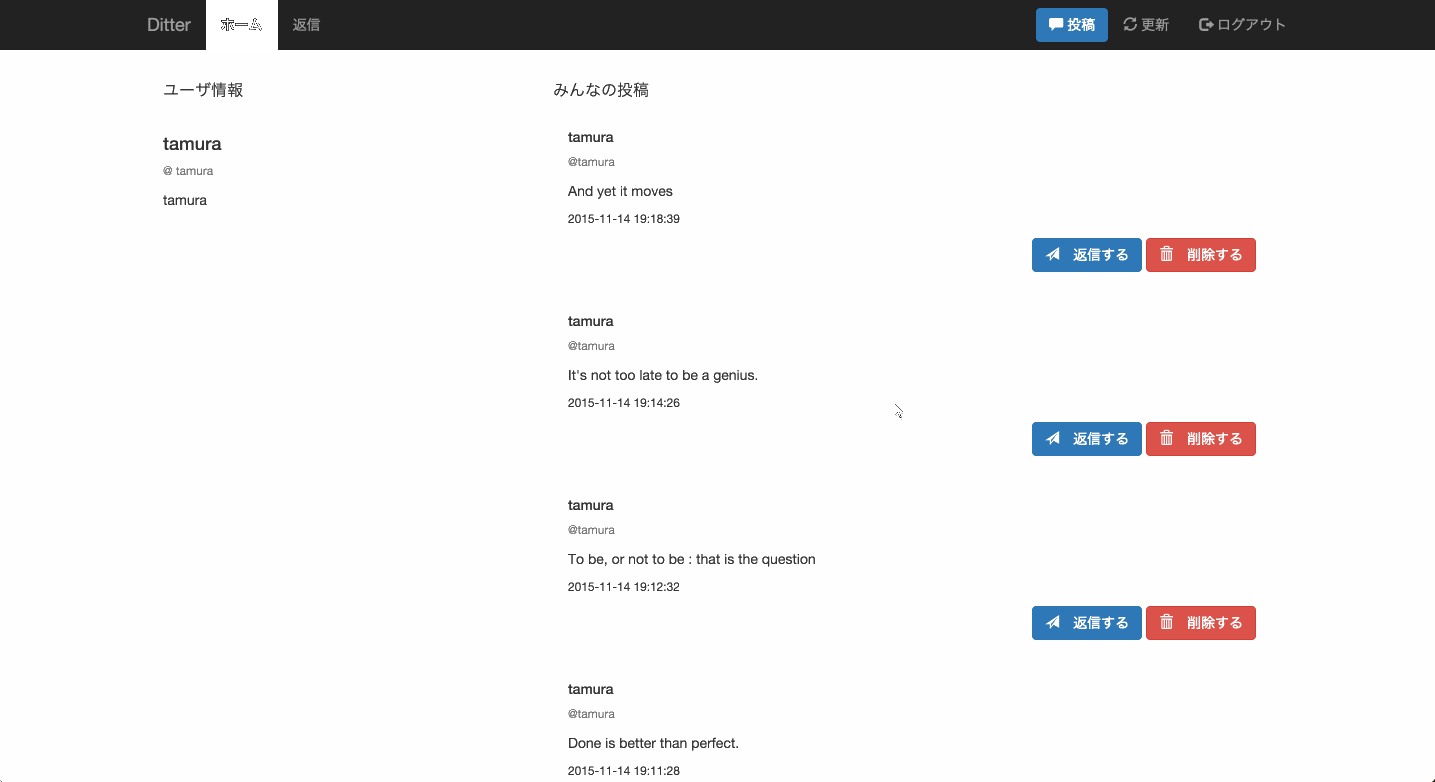 Ditter ホーム 返信 投稿 更新 ログアウト
ユーザ情報
tamura
@ tamura
tamura
みんなの投稿
tamura
@tamura
And yet it moves
2015-11-14 19:18:39
返信する 削除する
tamura
@tamura
It's not too late to be a genius.
2015-11-14 19:14:26
返信する 削除する
tamura
@tamura
To be, or not to be : that is the question
2015-11-14 19:12:32
返信する 削除する
tamura
@tamura
Done is better than perfect.
2015-11-14 19:11:28